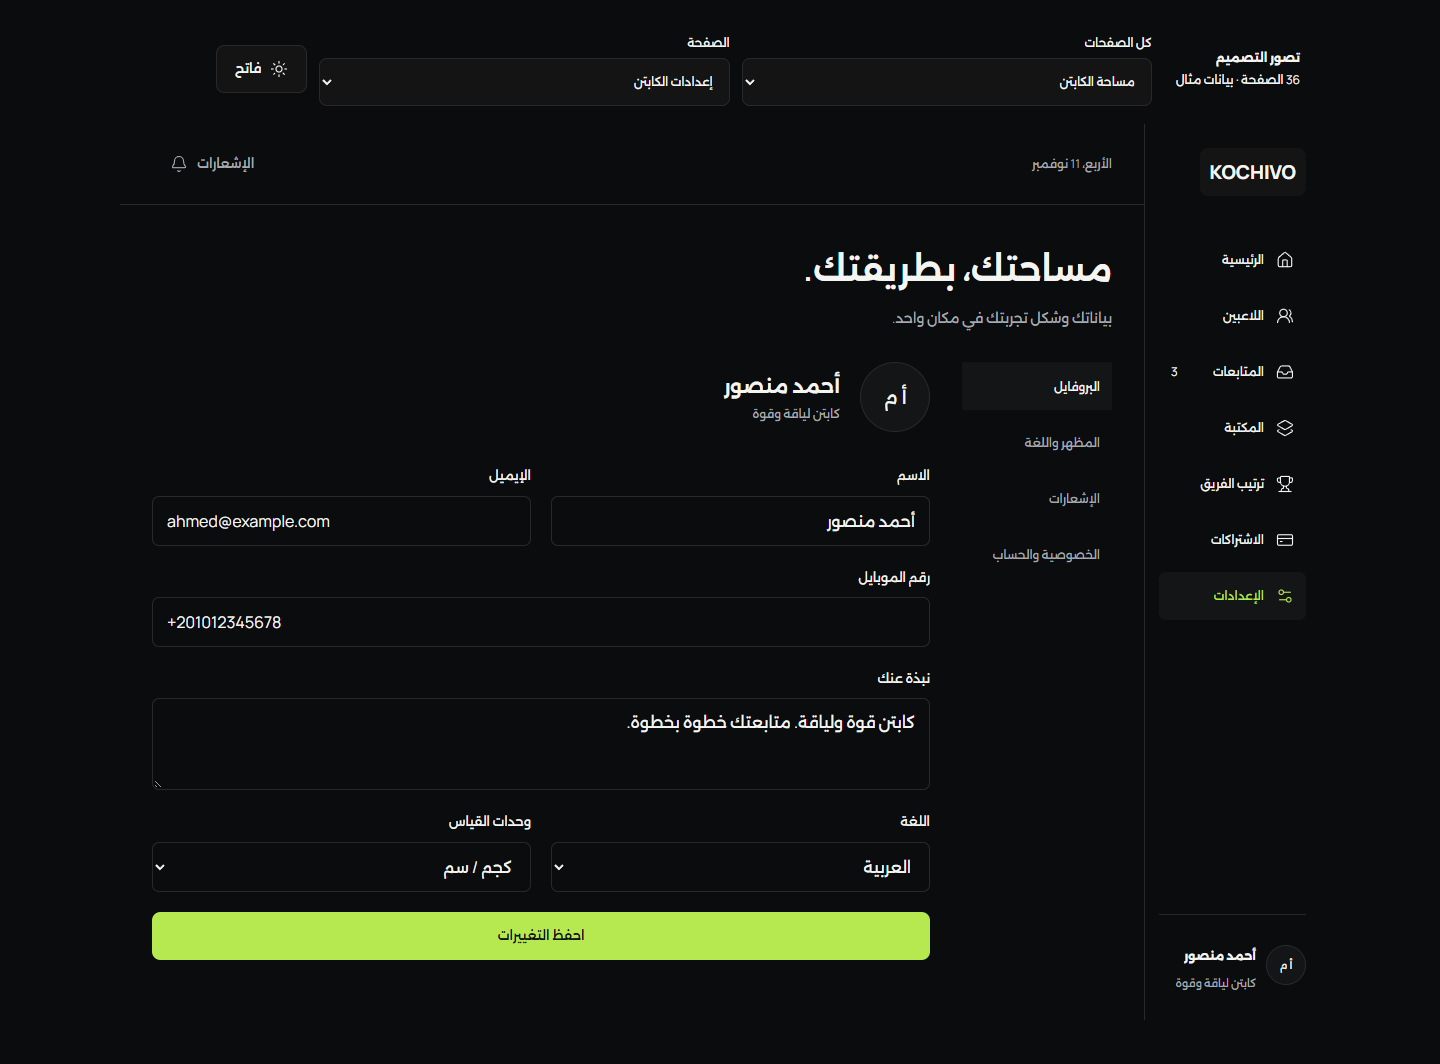 تصور التصميم
36 الصفحة · بيانات مثال
كل الصفحات
مساحة الكابتن
الصفحة
إعدادات الكابتن
فاتح
KOCHIVO
الرئيسية
اللاعبين
المتابعات 3
المكتبة
ترتيب الفريق
الاشتراكات
الإعدادات
أ م
أحمد منصور
كابتن لياقة وقوة
الأربع، 11 نوفمبر
الإشعارات
مساحتك، بطريقتك.
بياناتك وشكل تجربتك في مكان واحد.
البروفايل
المظهر واللغة
الإشعارات
الخصوصية والحساب
أ م
أحمد منصور
كابتن لياقة وقوة
الاسم
أحمد منصور
الإيميل
ahmed@example.com
رقم الموبايل
+201012345678
نبذة عنك
كابتن قوة ولياقة. متابعتك خطوة بخطوة.
اللغة
العربية
وحدات القياس
كجم / سم
احفظ التغييرات